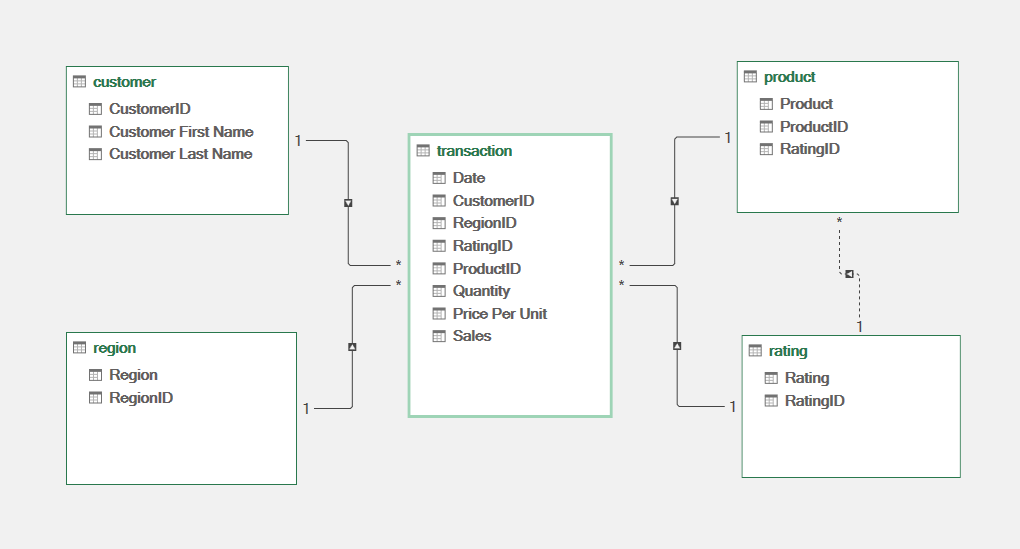 customer
CustomerID
Customer First Name
Customer Last Name
1
*
region
Region
RegionID
1
*
transaction
Date
CustomerID
RegionID
RatingID
ProductID
Quantity
Price Per Unit
Sales
product
Product
ProductID
RatingID
1
*
*
1
rating
Rating
RatingID
1
*